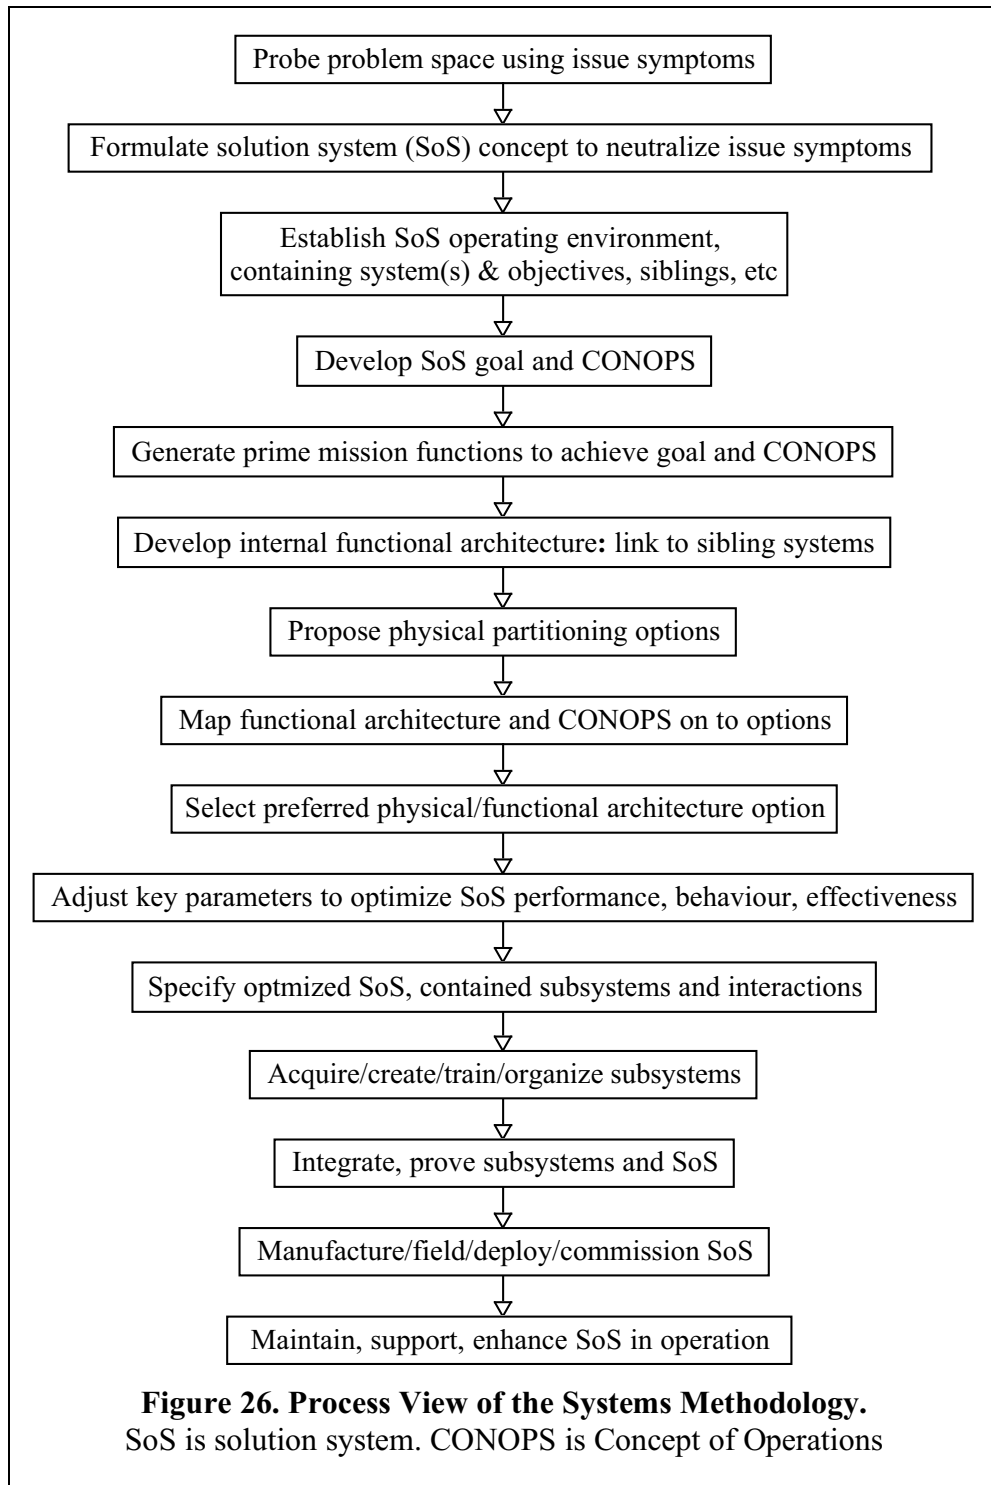 Probe problem space using issue symptoms
Formulate solution system (SoS) concept to neutralize issue symptoms
Establish SoS operating environment,
containing system(s) & objectives, siblings, etc
Develop SoS goal and CONOPS
Generate prime mission functions to achieve goal and CONOPS
Develop internal functional architecture: link to sibling systems
Propose physical partitioning options
Map functional architecture and CONOPS on to options
Select preferred physical/functional architecture option
Adjust key parameters to optimize SoS performance, behaviour, effectiveness
Specify optmized SoS, contained subsystems and interactions
Acquire/create/train/organize subsystems
Integrate, prove subsystems and SoS
Manufacture/field/deploy/commission SoS
Maintain, support, enhance SoS in operation
Figure 26. Process View of the Systems Methodology.
SoS is solution system. CONOPS is Concept of Operations